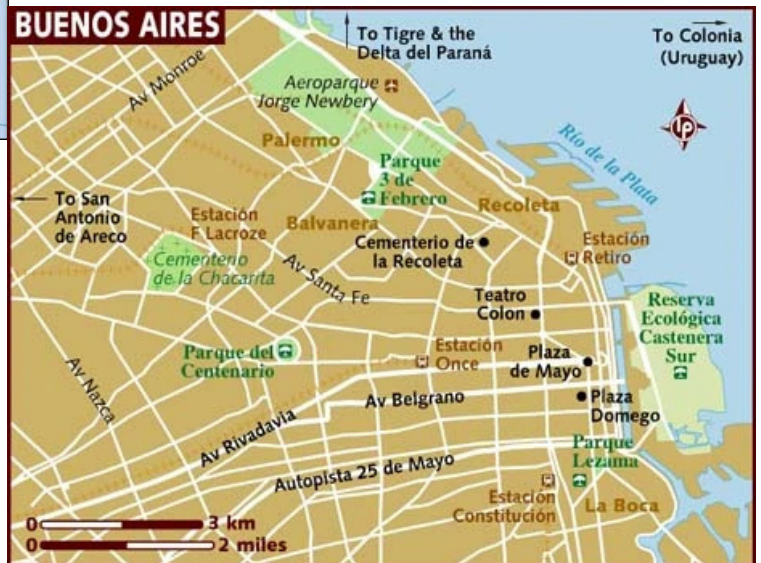 BUENOS AIRES
To Tigre & the
Delta del Paraná
To Colonia
(Uruguay)
Av Monroe
Aeroparque
Jorge Newbery
lp
Palermo
Río de la Plata
Parque
3 de
Febrero
To San
Antonio
de Areco
Estación
F Lacroze
Balvanera
Recoleta
Cementerio de
la Recoleta
Estación
Retiro
Cementerio
de la Chacarita
Av Santa Fe
Teatro
Colon
Reserva
Ecológica
Castenera
Sur
Parque del
Centenario
Estación
Once
Plaza
de Mayo
Av Nazca
Av Belgrano
Plaza
Domego
Av Rivadavia
Parque
Lezama
Autopista 25 de Mayo
Estación
Constitución
La Boca
0 3 km
0 2 miles